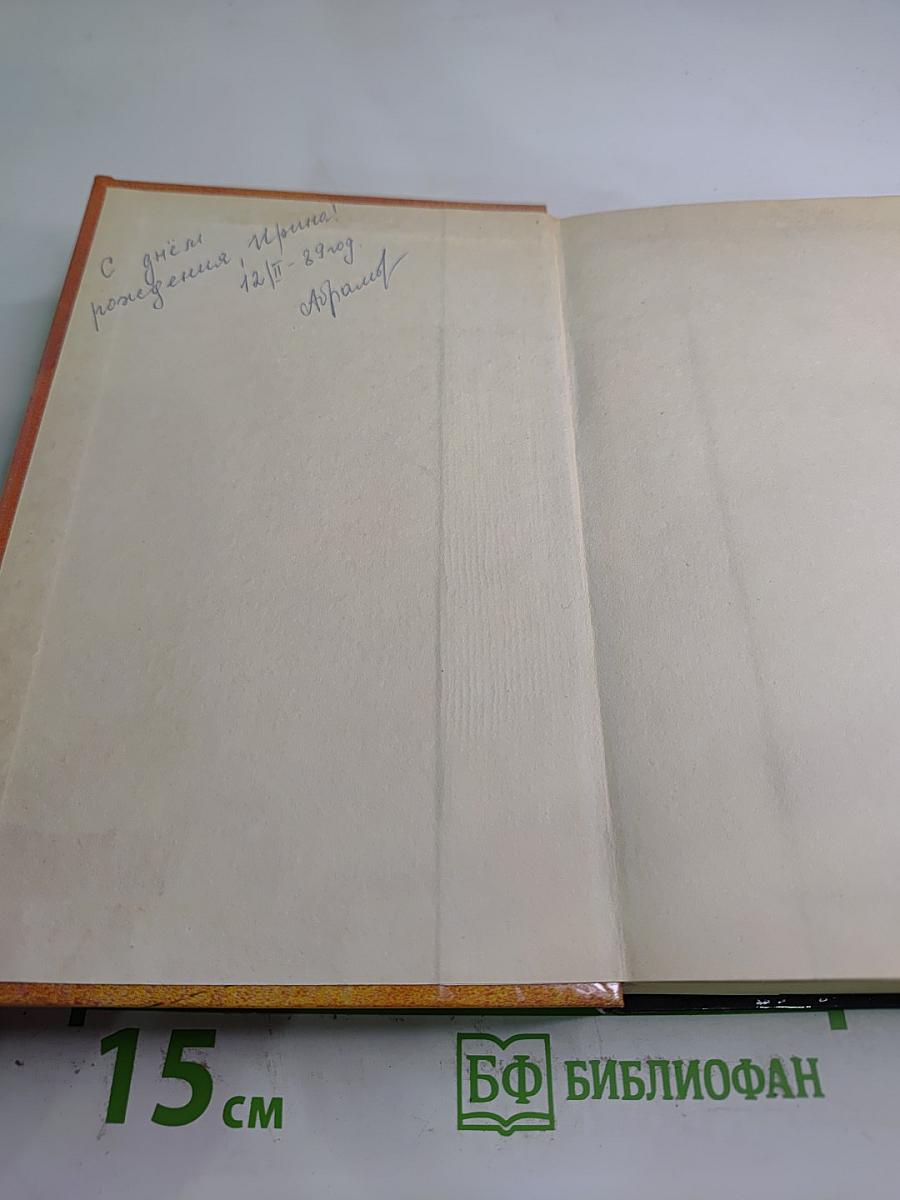 С днём
рождения, Ирина!
12/II - 89 год.
15 см
БФ БИБЛИОФАН